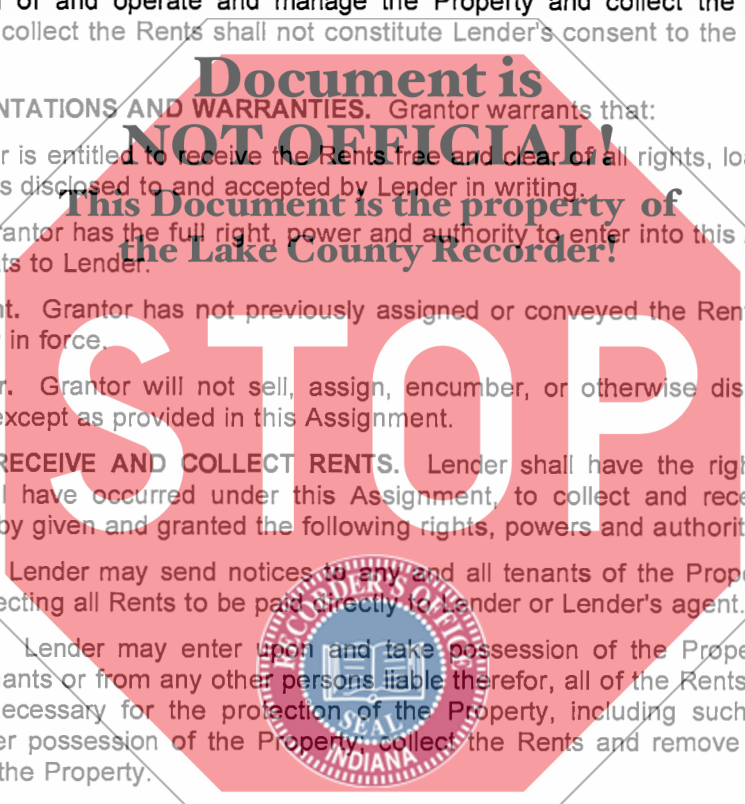 of and operate and manage the Property and collect the
collect the Rents shall not constitute Lender's consent to the
Document is
NTATIONS AND WARRANTIES. Grantor warrants that:
NOT OFFICIAL!
r is entitled to receive the Rents free and clear of all rights, loa
s disclosed to and accepted by Lender in writing.
This Document is the property of
rantor has the full right, power and authority to enter into this
the Lake County Recorder!
ts to Lender.
nt. Grantor has not previously assigned or conveyed the Ren
in force.
STOP
r. Grantor will not sell, assign, encumber, or otherwise dis
except as provided in this Assignment.
RECEIVE AND COLLECT RENTS. Lender shall have the righ
l have occurred under this Assignment, to collect and rece
by given and granted the following rights, powers and authorit
Lender may send notices to any and all tenants of the Prope
ecting all Rents to be paid directly to Lender or Lender's agent.
RECORDER'S OFFICE
Lender may enter upon and take possession of the Prope
ants or from any other persons liable therefor, all of the Rents
ecessary for the protection of the Property, including such
SEAL
er possession of the Property; collect the Rents and remove
INDIANA
the Property.